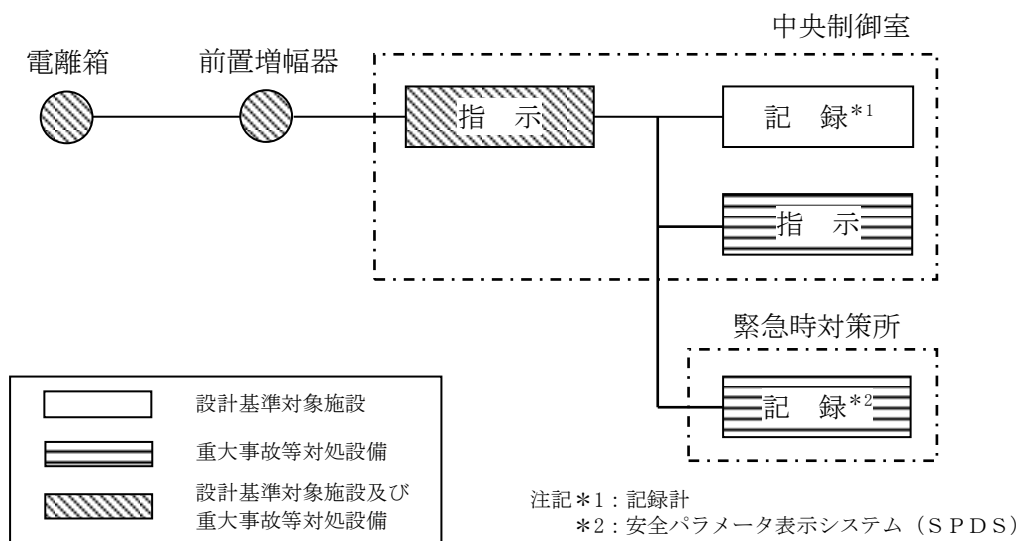 中央制御室
電離箱
前置増幅器
指 示
記 録*1
指 示
緊急時対策所
記 録*2
設計基準対象施設
重大事故等対処設備
設計基準対象施設及び
重大事故等対処設備
注記*1:記録計
*2:安全パラメータ表示システム(SPDS)